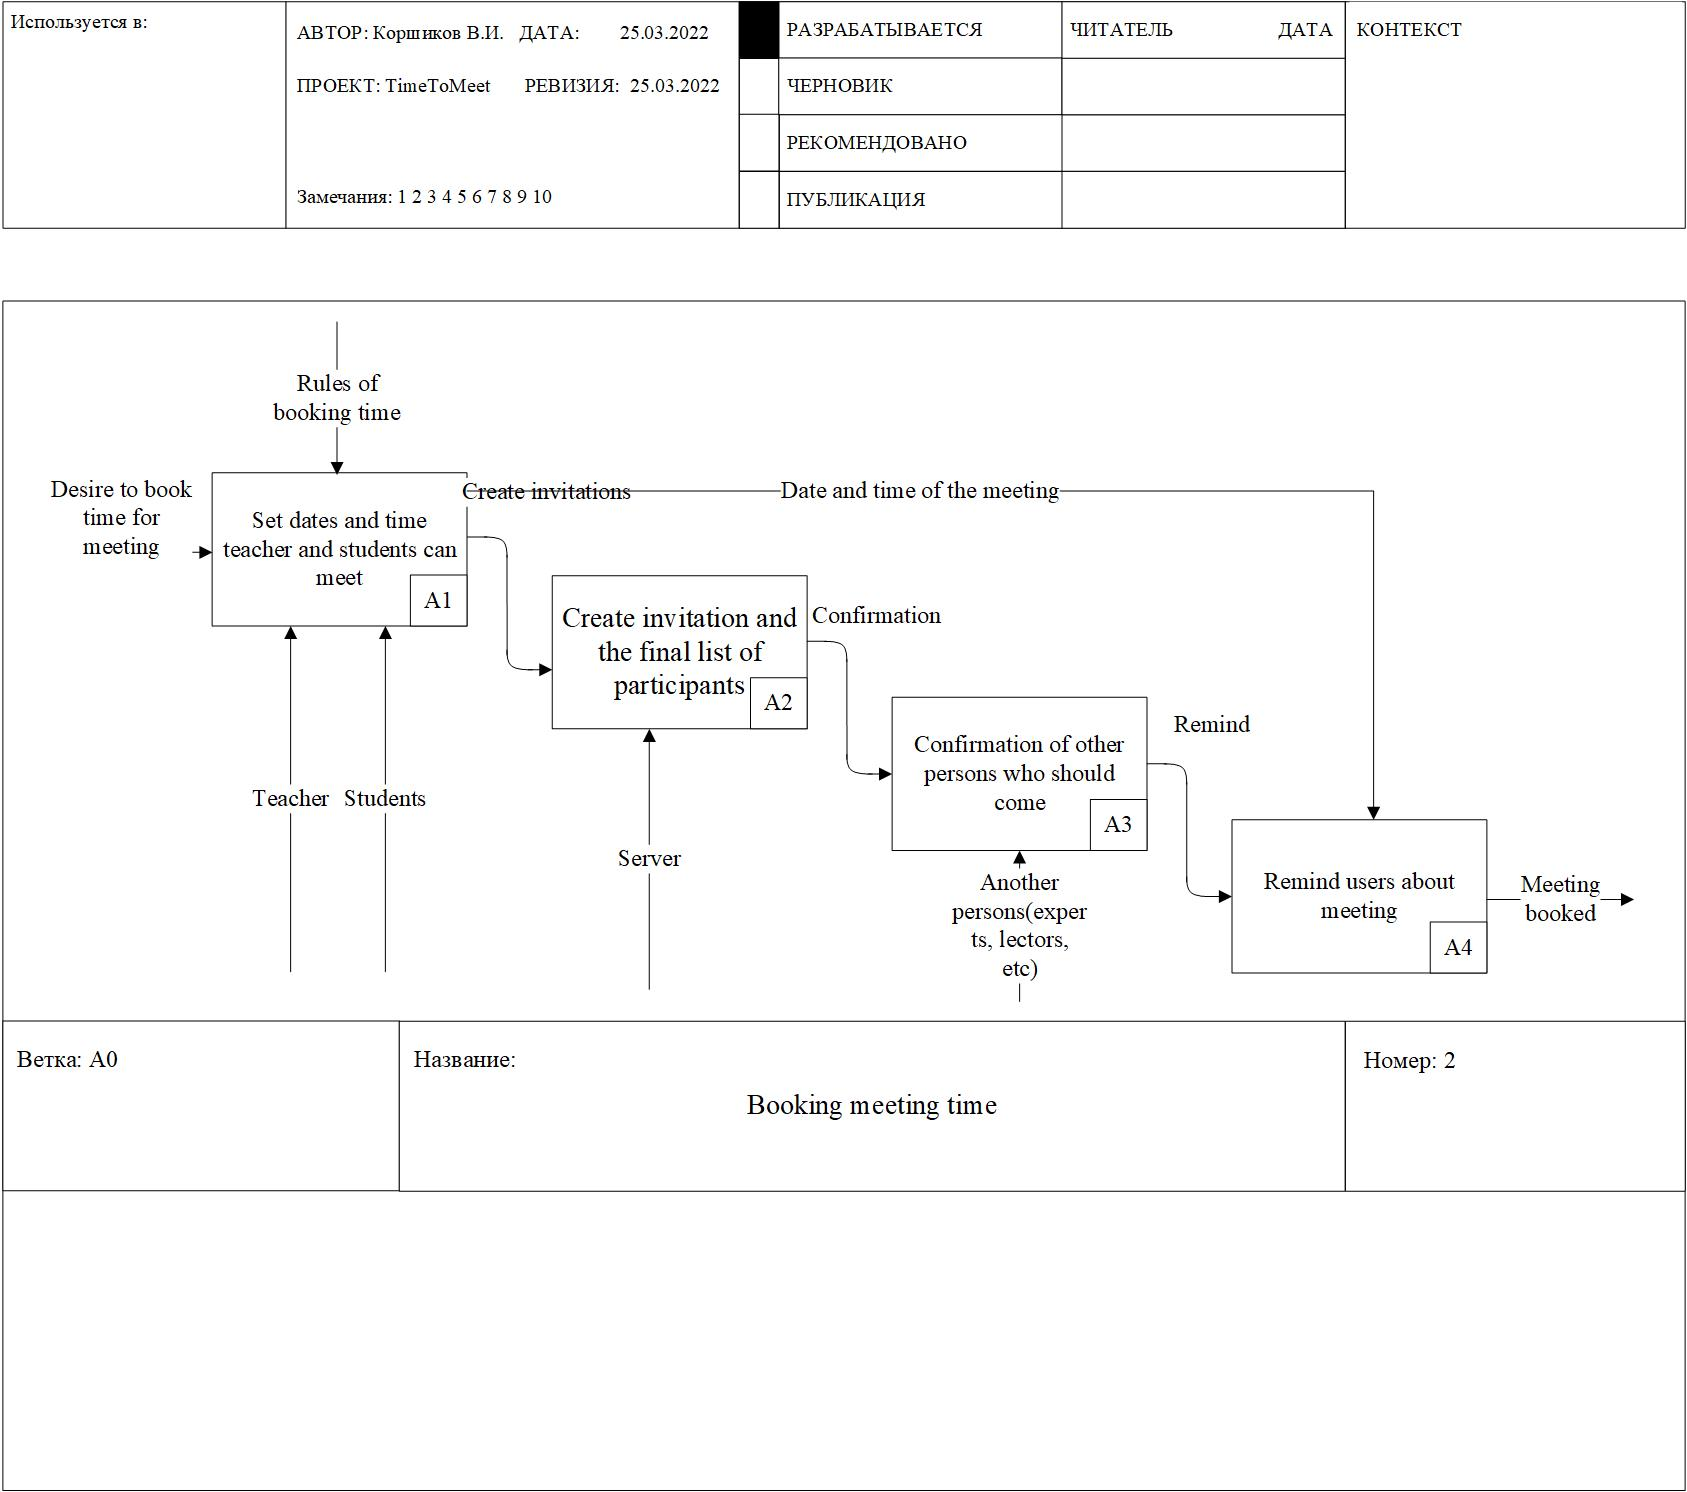 Используется в:
АВТОР: Коршиков В.И. ДАТА: 25.03.2022
ПРОЕКТ: TimeToMeet РЕВИЗИЯ: 25.03.2022
Замечания: 1 2 3 4 5 6 7 8 9 10
РАЗРАБАТЫВАЕТСЯ
ЧЕРНОВИК
РЕКОМЕНДОВАНО
ПУБЛИКАЦИЯ
ЧИТАТЕЛЬ ДАТА
КОНТЕКСТ
Rules of
booking time
Desire to book
time for
meeting
Set dates and time
teacher and students can
meet
A1
Create invitations
Date and time of the meeting
Create invitation and
the final list of
participants
A2
Confirmation
Confirmation of other
persons who should
come
A3
Remind
Remind users about
meeting
A4
Meeting
booked
Teacher
Students
Server
Another
persons(exper
ts, lectors,
etc)
Ветка: A0
Название:
Booking meeting time
Номер: 2